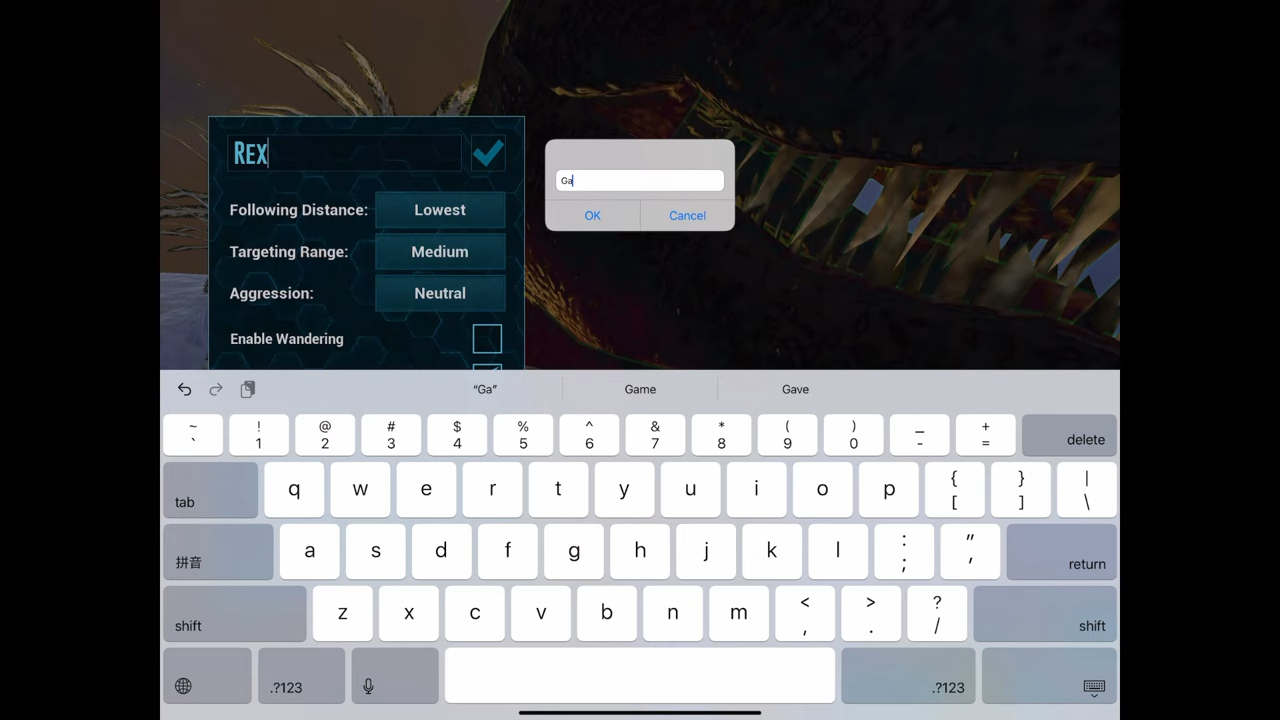 REX
Following Distance: Lowest
Targeting Range: Medium
Aggression: Neutral
Enable Wandering
Ga
OK Cancel
“Ga” Game Gave
~ ! @ # $ % ^ & * ( ) _ +
` 1 2 3 4 5 6 7 8 9 0 - = delete
tab q w e r t y u i o p { [ } ] | \
拼音 a s d f g h j k l : ; " ' return
shift z x c v b n m < , > . ? / shift
.?123 .?123